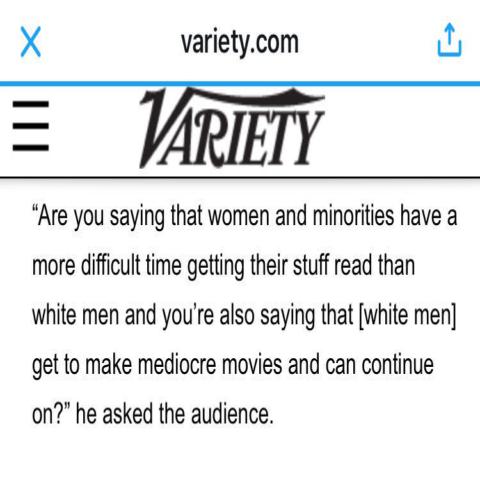 variety.com
VARIETY
“Are you saying that women and minorities have a
more difficult time getting their stuff read than
white men and you’re also saying that [white men]
get to make mediocre movies and can continue
on?” he asked the audience.